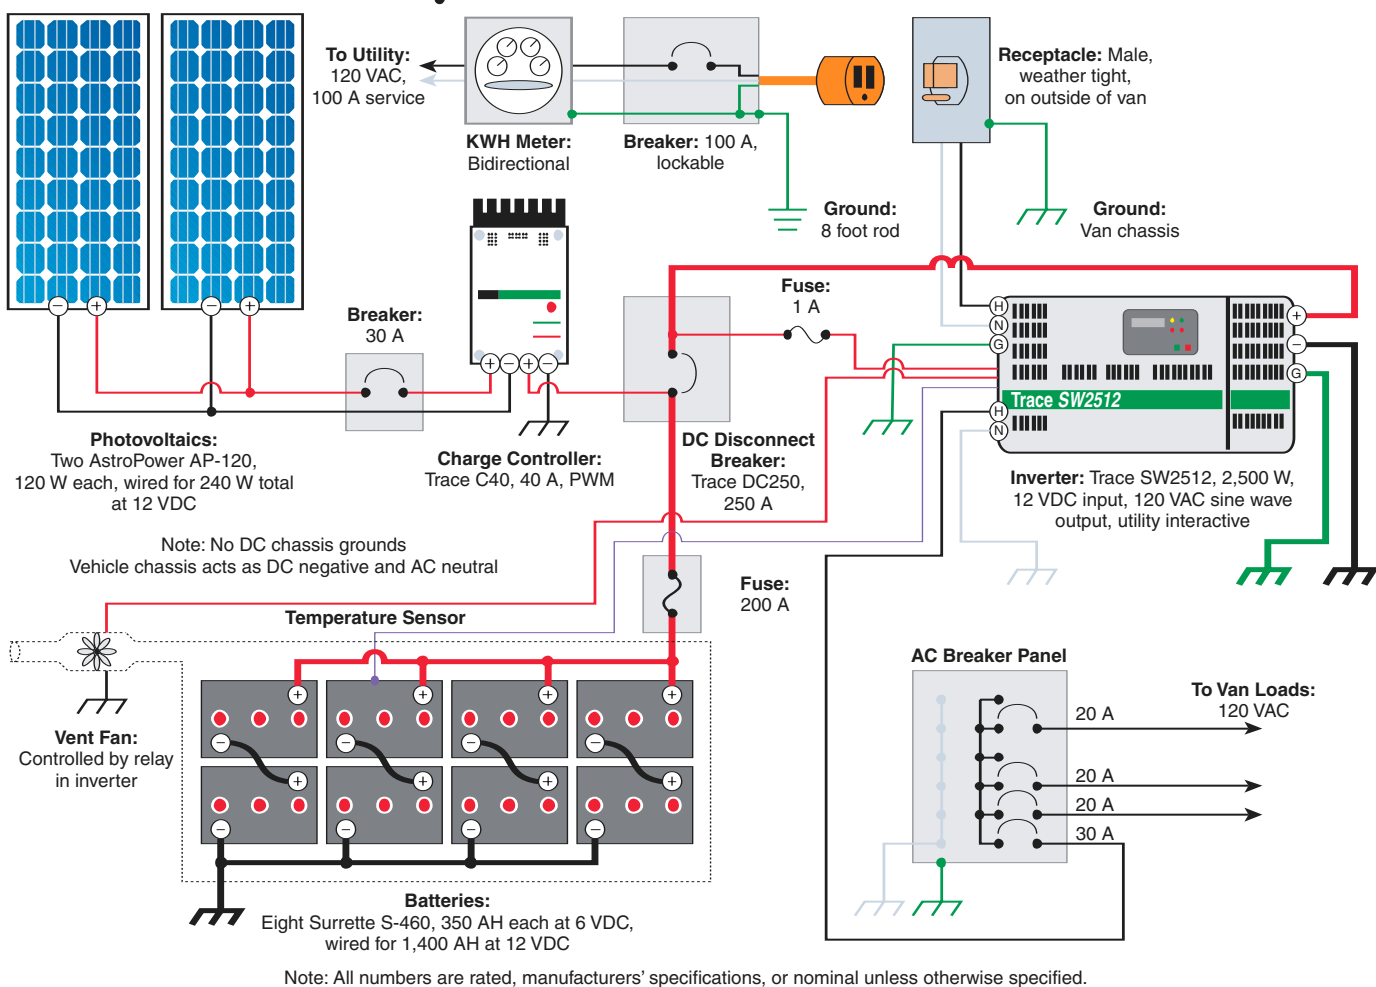 To Utility:
120 VAC,
100 A service
KWH Meter:
Bidirectional
Breaker: 100 A,
lockable
Receptacle: Male,
weather tight,
on outside of van
Ground:
8 foot rod
Ground:
Van chassis
Breaker:
30 A
Fuse:
1 A
− + − +
+ − + −
H
N
G
H
N
+
−
G
Trace SW2512
Photovoltaics:
Two AstroPower AP-120,
120 W each, wired for 240 W total
at 12 VDC
Charge Controller:
Trace C40, 40 A, PWM
DC Disconnect
Breaker:
Trace DC250,
250 A
Inverter: Trace SW2512, 2,500 W,
12 VDC input, 120 VAC sine wave
output, utility interactive
Note: No DC chassis grounds
Vehicle chassis acts as DC negative and AC neutral
Fuse:
200 A
Temperature Sensor
Vent Fan:
Controlled by relay
in inverter
+ + + +
− − − −
+ + + +
− − − −
AC Breaker Panel
20 A
20 A
20 A
30 A
To Van Loads:
120 VAC
Batteries:
Eight Surrette S-460, 350 AH each at 6 VDC,
wired for 1,400 AH at 12 VDC
Note: All numbers are rated, manufacturers' specifications, or nominal unless otherwise specified.